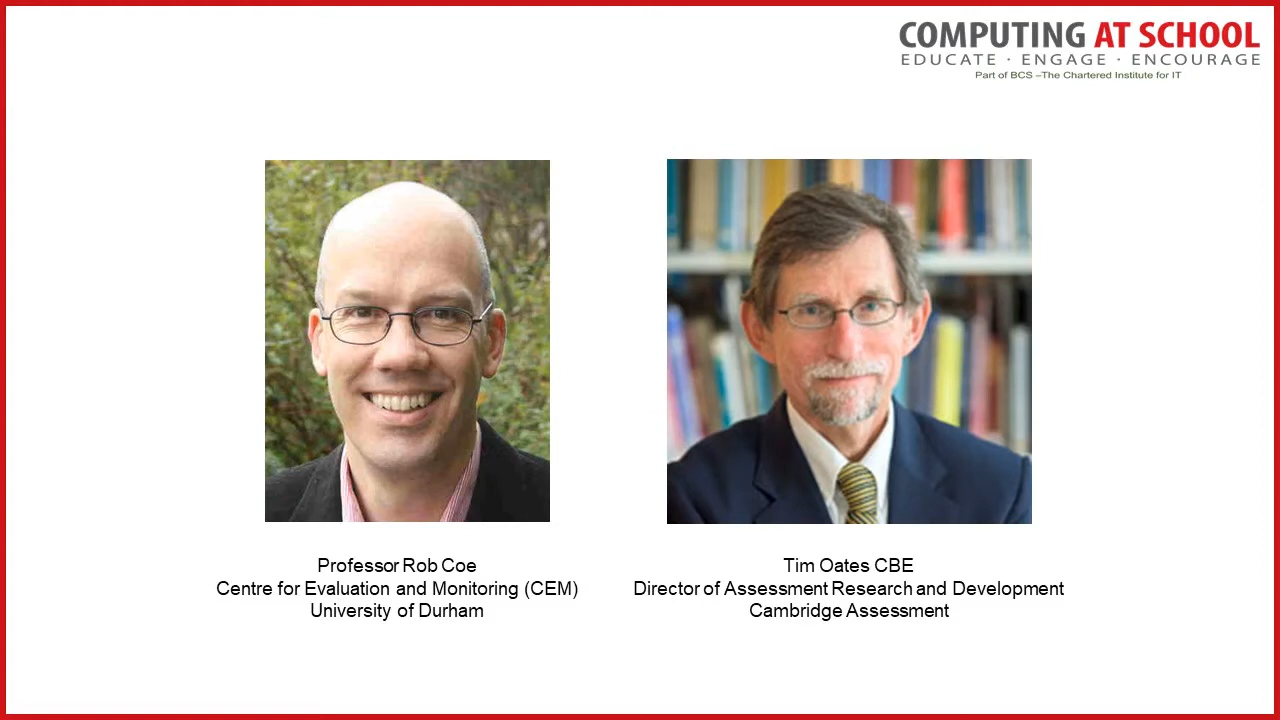 COMPUTING AT SCHOOL
EDUCATE · ENGAGE · ENCOURAGE
Part of BCS –The Chartered Institute for IT
Professor Rob Coe
Centre for Evaluation and Monitoring (CEM)
University of Durham
Tim Oates CBE
Director of Assessment Research and Development
Cambridge Assessment